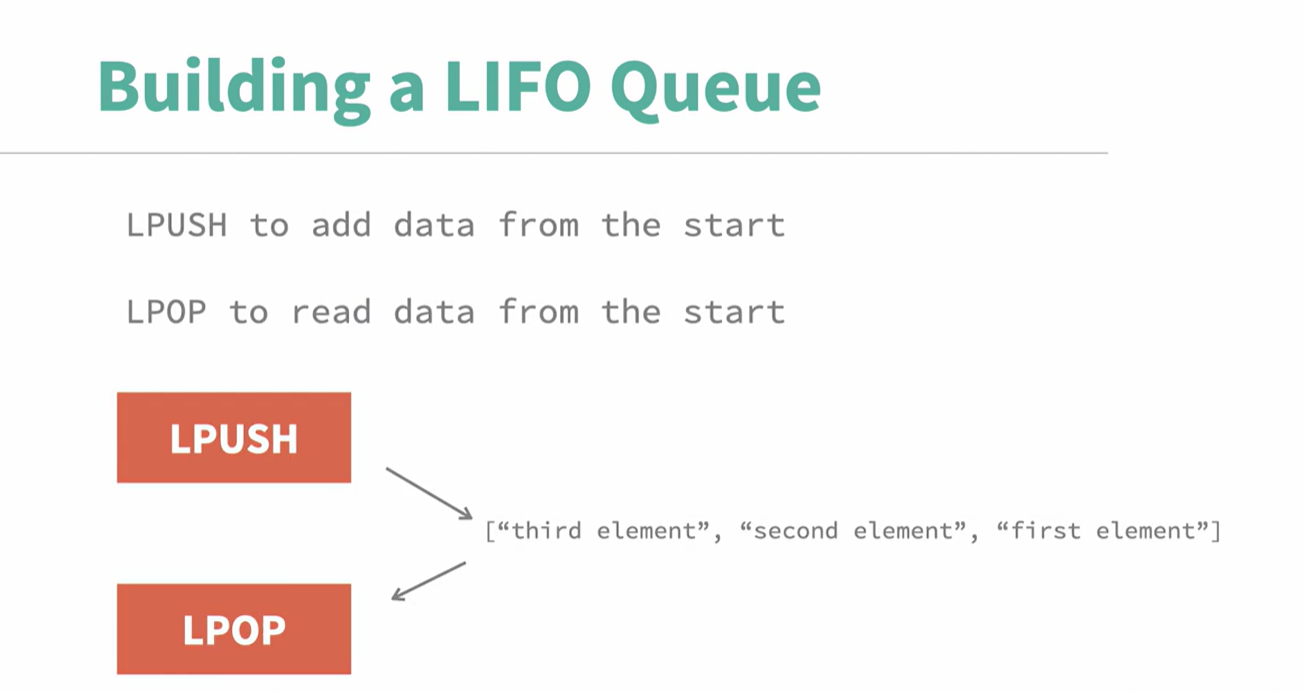 Building a LIFO Queue
LPUSH to add data from the start
LPOP to read data from the start
LPUSH
[“third element”, “second element”, “first element”]
LPOP